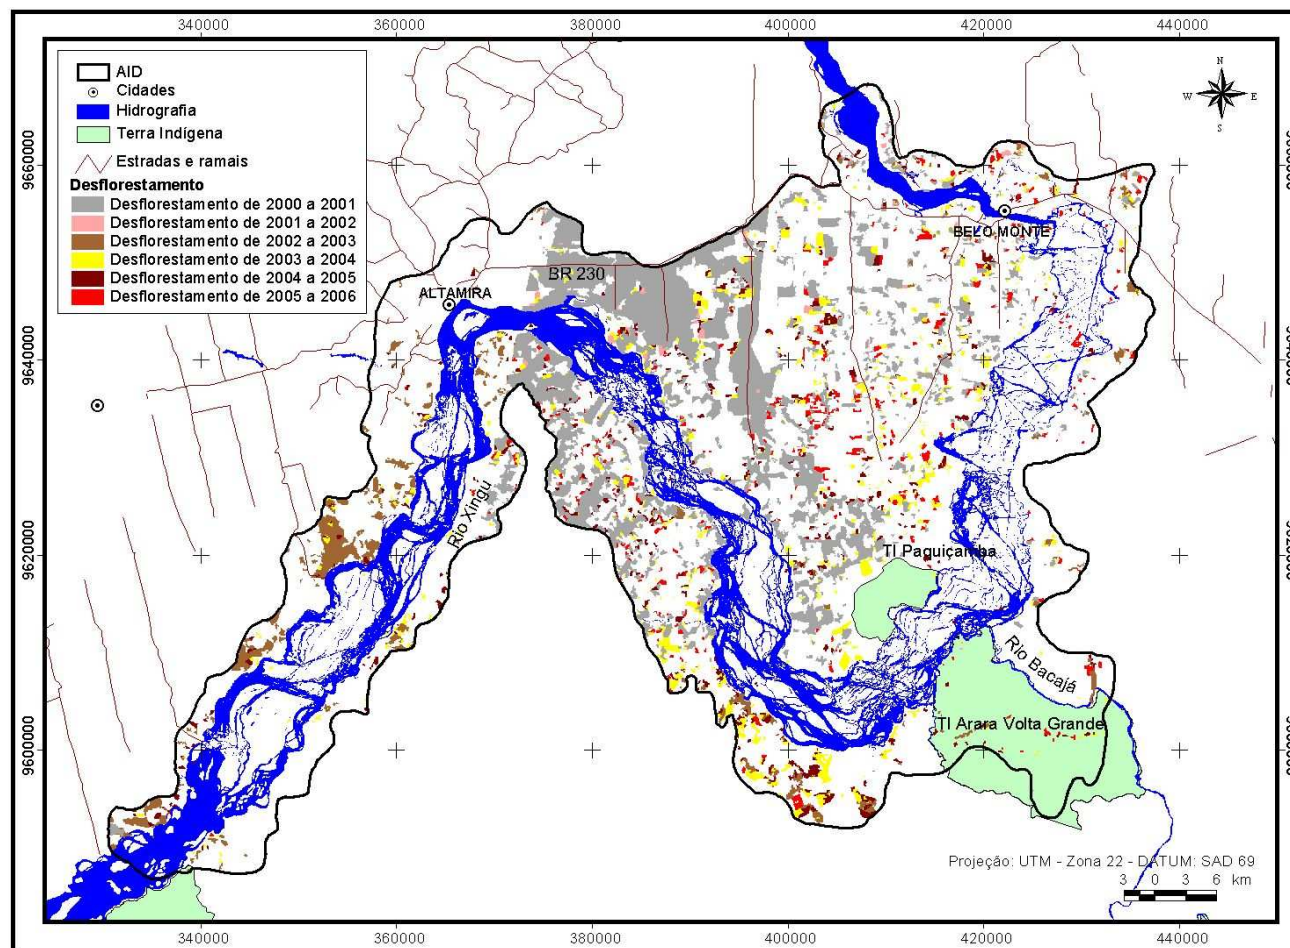 340000 360000 380000 400000 420000 440000
AID
Cidades
Hidrografia
Terra Indígena
Estradas e ramais
Desflorestamento
Desflorestamento de 2000 a 2001
Desflorestamento de 2001 a 2002
Desflorestamento de 2002 a 2003
Desflorestamento de 2003 a 2004
Desflorestamento de 2004 a 2005
Desflorestamento de 2005 a 2006
N
W E
S
9660000
BELO MONTE
BR 230
ALTAMIRA
9640000
Rio Xingu
TI Paquiçamba
9620000
Rio Bacajá
TI Arara Volta Grande
9600000
Projeção: UTM - Zona 22 - DATUM: SAD 69
3 0 3 6 km
340000 360000 380000 400000 420000 440000